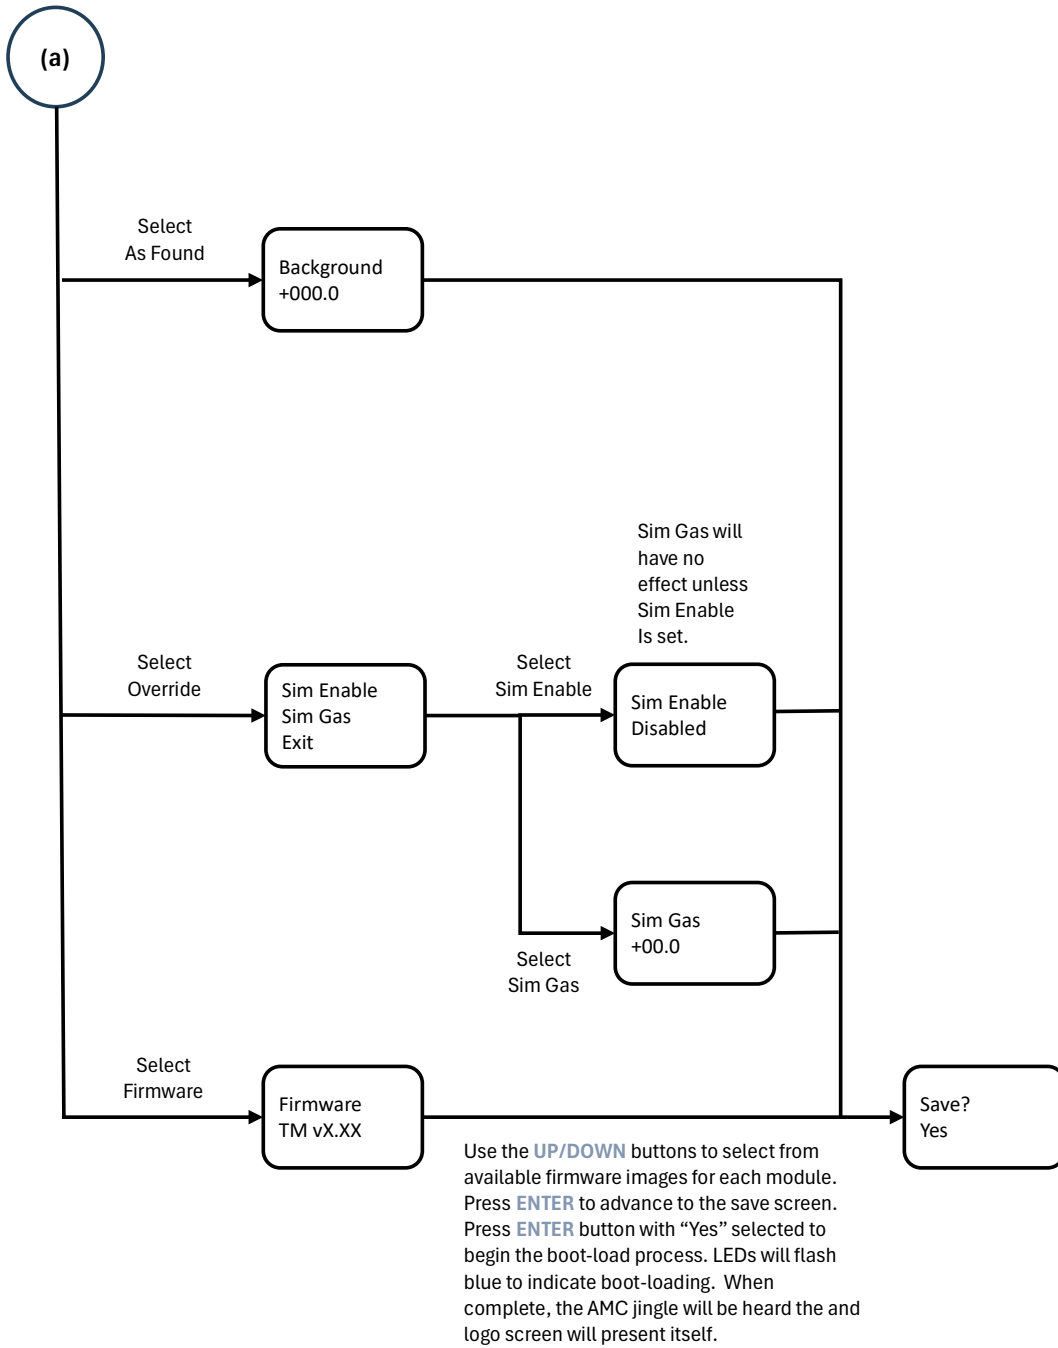 (a)
Select
As Found
Background
+000.0
Sim Gas will
have no
effect unless
Sim Enable
Is set.
Select
Override
Sim Enable
Sim Gas
Exit
Select
Sim Enable
Sim Enable
Disabled
Sim Gas
+00.0
Select
Sim Gas
Select
Firmware
Firmware
TM vX.XX
Save?
Yes
Use the UP/DOWN buttons to select from
available firmware images for each module.
Press ENTER to advance to the save screen.
Press ENTER button with “Yes” selected to
begin the boot-load process. LEDs will flash
blue to indicate boot-loading.  When
complete, the AMC jingle will be heard the and
logo screen will present itself.